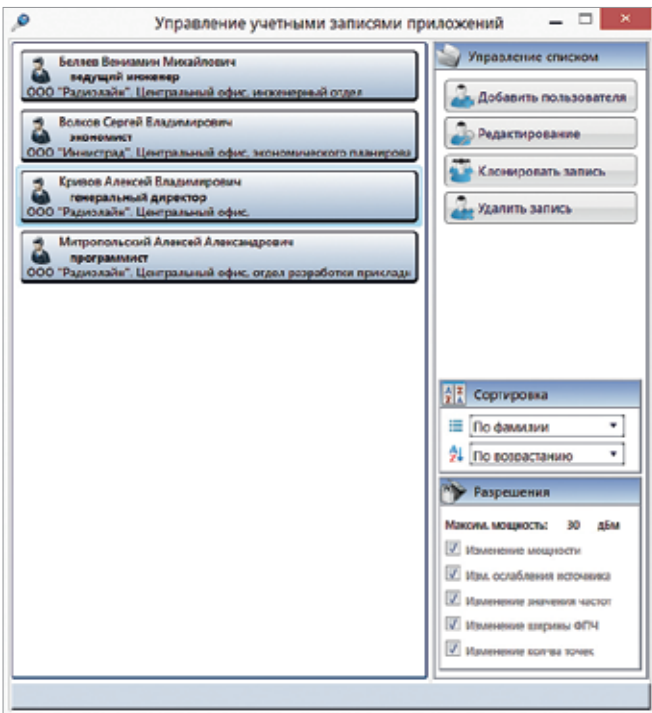 Управление учетными записями приложений
Беляев Вениамин Михайлович
ведущий инженер
ООО "Радиолайн". Центральный офис. инженерный отдел
Волков Сергей Владимирович
экономист
ООО "Иннистрад". Центральный офис. экономического планирова
Кривов Алексей Владимирович
генеральный директор
ООО "Радиолайн". Центральный офис.
Митропольский Алексей Александрович
программист
ООО "Радиолайн". Центральный офис. отдел разработки приклад
Управление списком
Добавить пользователя
Редактирование
Клонировать запись
Удалить запись
Сортировка
По фамилии
По возрастанию
Разрешения
Максим. мощность: 30 дБм
Изменение мощности
Изм. ослабления источника
Изменение значения частот
Изменение ширины ФПЧ
Изменение кол-ва точек